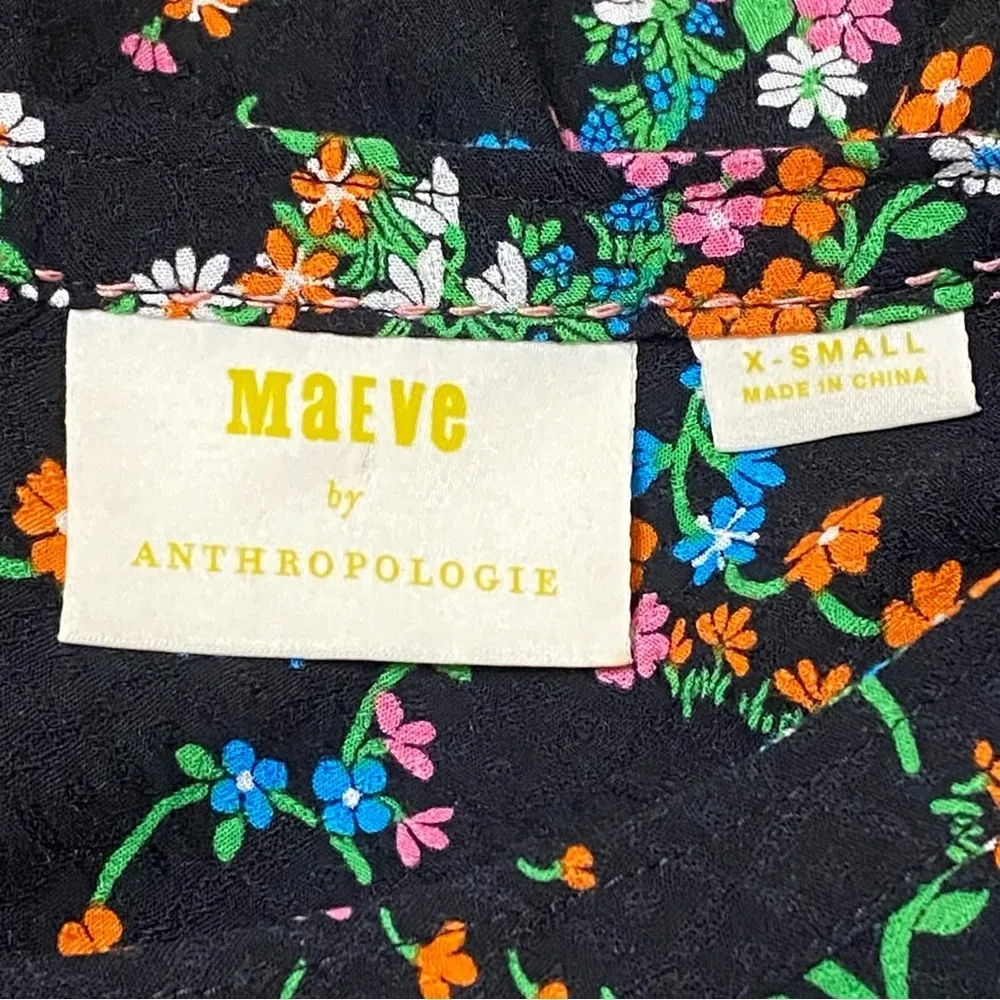 MaEve
by
ANTHROPOLOGIE
X-SMALL
MADE IN CHINA